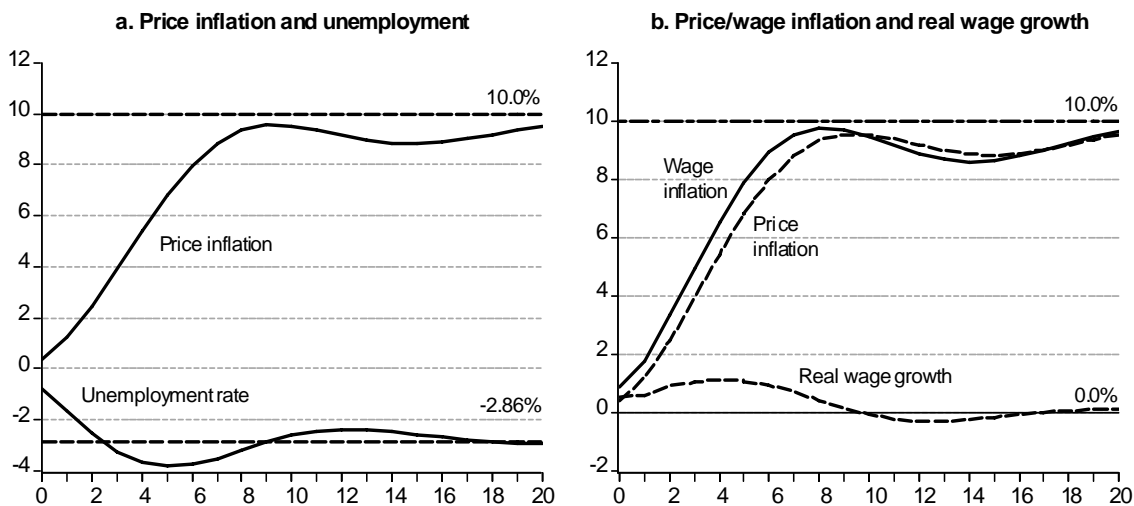 a. Price inflation and unemployment
12
10
8
6
4
2
0
-2
-4
10.0%
Price inflation
Unemployment rate
-2.86%
0 2 4 6 8 10 12 14 16 18 20
b. Price/wage inflation and real wage growth
12
10
8
6
4
2
0
-2
10.0%
Wage
inflation
Price
inflation
Real wage growth
0.0%
0 2 4 6 8 10 12 14 16 18 20